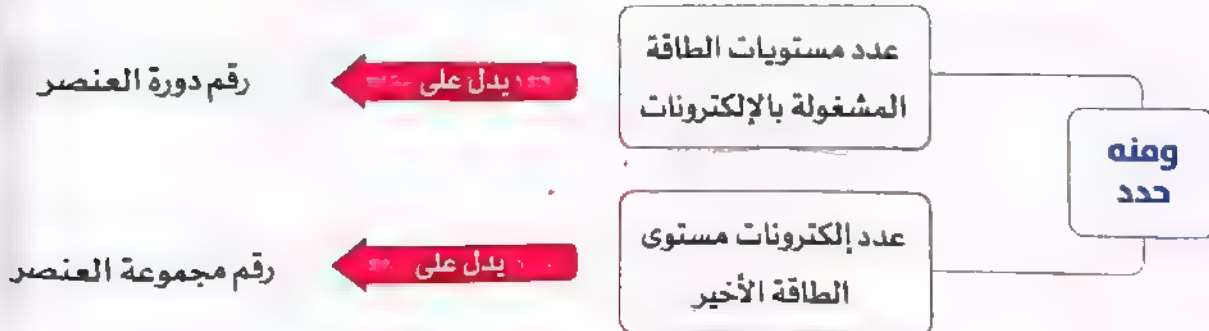 ومنه
حدد
عدد مستويات الطاقة
المشغولة بالإلكترونات
يدل على
رقم دورة العنصر
عدد إلكترونات مستوى
الطاقة الأخير
يدل على
رقم مجموعة العنصر